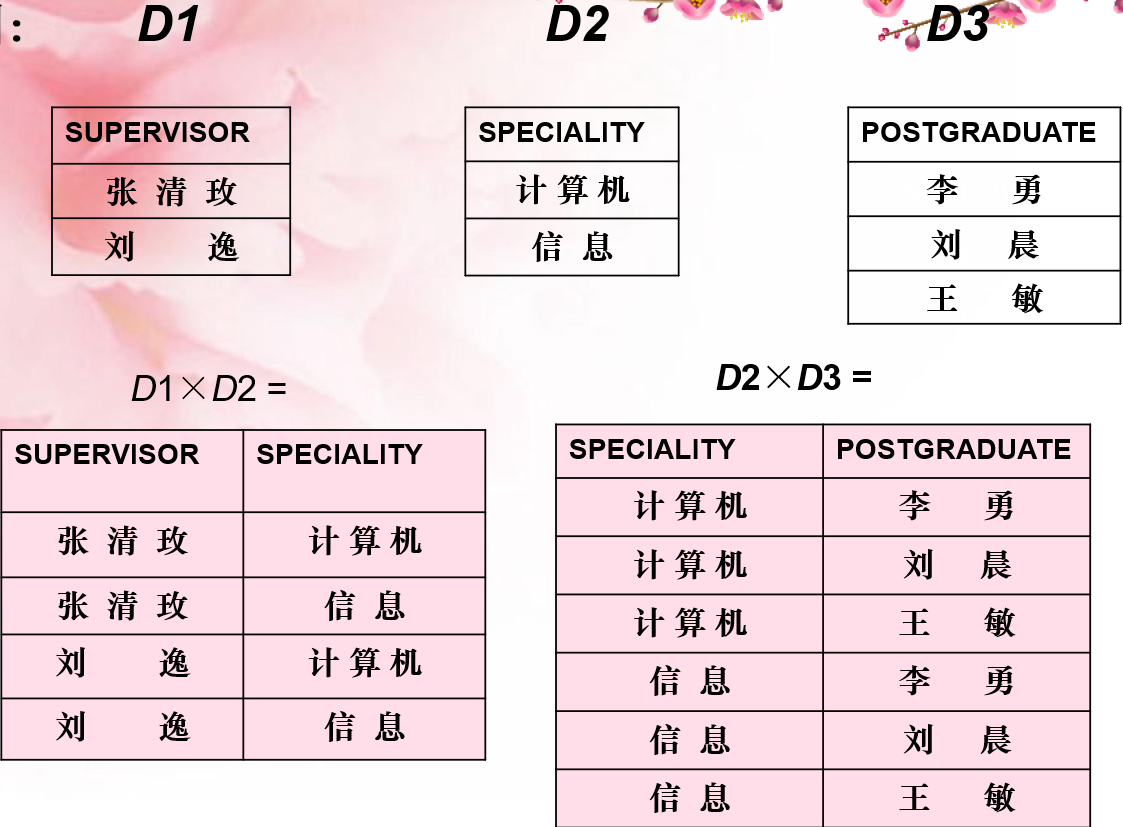 ：
D1 D2 D3
SUPERVISOR
张 清 玫
刘 逸
SPECIALITY
计 算 机
信 息
POSTGRADUATE
李 勇
刘 晨
王 敏
D1×D2 =
SUPERVISOR SPECIALITY
张 清 玫 计 算 机
张 清 玫 信 息
刘 逸 计 算 机
刘 逸 信 息
D2×D3 =
SPECIALITY POSTGRADUATE
计 算 机 李 勇
计 算 机 刘 晨
计 算 机 王 敏
信 息 李 勇
信 息 刘 晨
信 息 王 敏